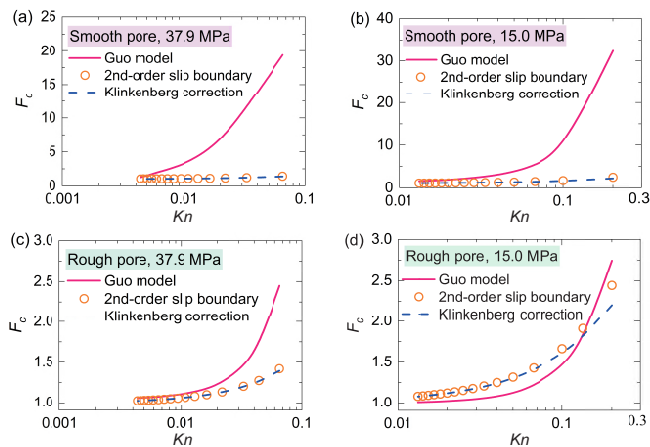 (a)
25
20
15
10
5
0
F_c
Smooth pore, 37.9 MPa
Guo model
2nd-order slip boundary
Klinkenberg correction
0.001
0.01
0.1
Kn
(b)
40
30
20
10
0
F_c
Smooth pore, 15.0 MPa
Guo model
2nd-order slip boundary
Klinkenberg correction
0.01
0.1
0.3
Kn
(c)
3.0
2.5
2.0
1.5
1.0
F_c
Rough pore, 37.9 MPa
Guo model
2nd-order slip boundary
Klinkenberg correction
0.001
0.01
0.1
Kn
(d)
3.0
2.5
2.0
1.5
1.0
F_c
Rough pore, 15.0 MPa
Guo model
2nd-order slip boundary
Klinkenberg correction
0.01
0.1
0.3
Kn